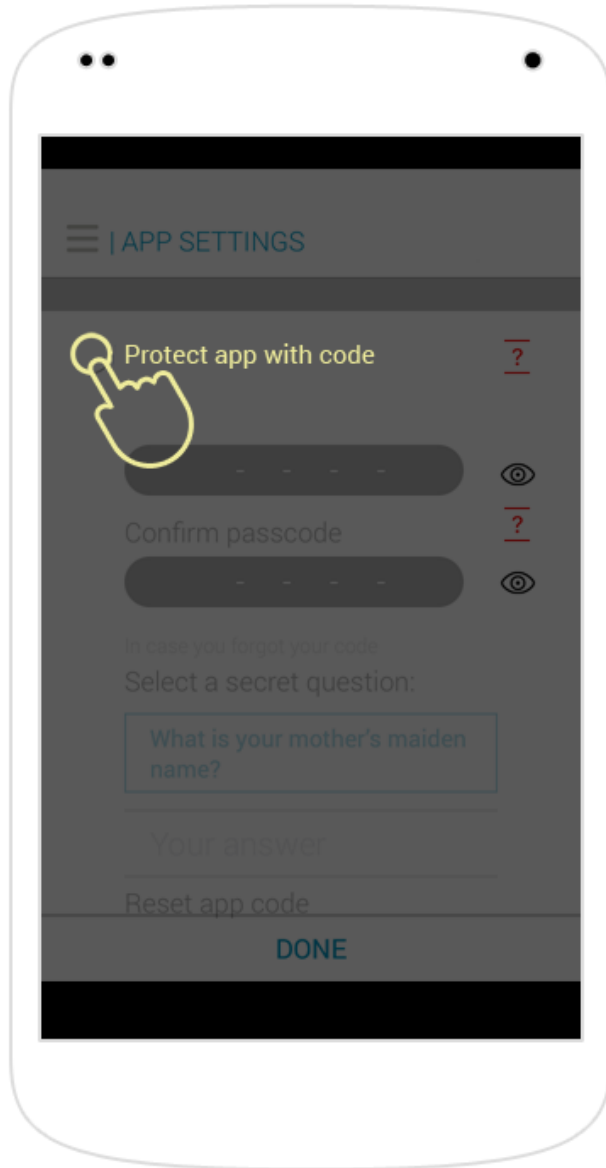 | APP SETTINGS
Protect app with code
?
- - - -
Confirm passcode
?
- - - -
In case you forgot your code
Select a secret question:
What is your mother's maiden
name?
Your answer
Reset app code
DONE